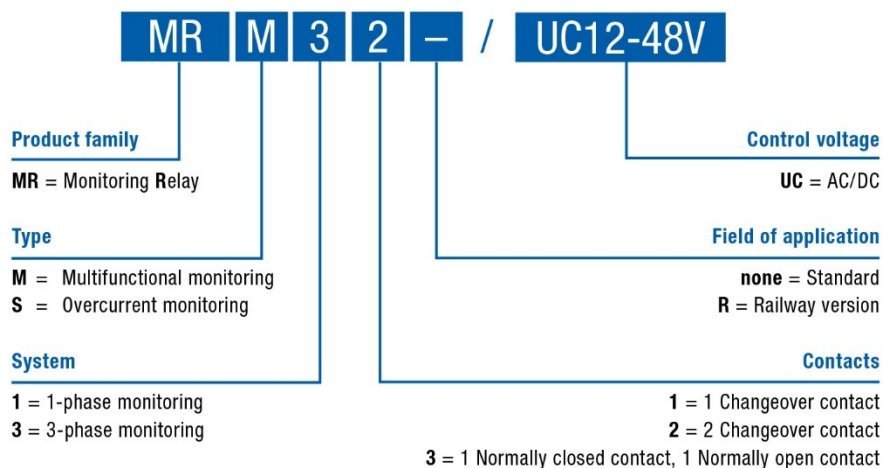 MR M 3 2 – / UC12-48V
Product family
MR = Monitoring Relay
Control voltage
UC = AC/DC
Type
M = Multifunctional monitoring
S = Overcurrent monitoring
Field of application
none = Standard
R = Railway version
System
1 = 1-phase monitoring
3 = 3-phase monitoring
Contacts
1 = 1 Changeover contact
2 = 2 Changeover contact
3 = 1 Normally closed contact, 1 Normally open contact